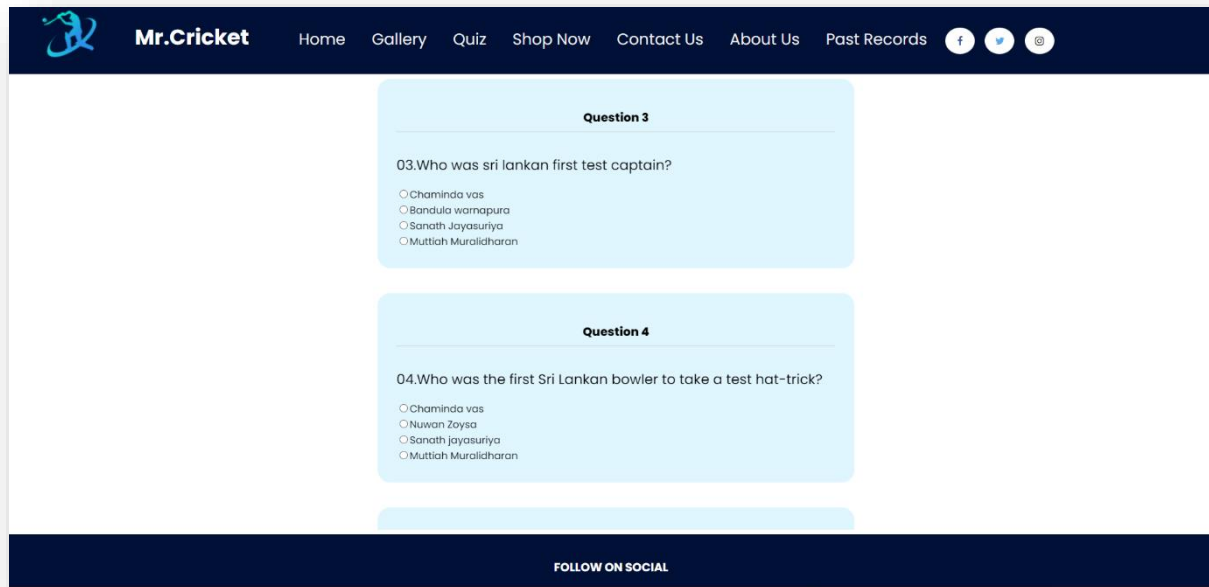 Mr.Cricket Home Gallery Quiz Shop Now Contact Us About Us Past Records
Question 3
03.Who was sri lankan first test captain?
Chaminda vas
Bandula warnapura
Sanath Jayasuriya
Muttiah Muralidharan
Question 4
04.Who was the first Sri Lankan bowler to take a test hat-trick?
Chaminda vas
Nuwan Zoysa
Sanath jayasuriya
Muttiah Muralidharan
FOLLOW ON SOCIAL